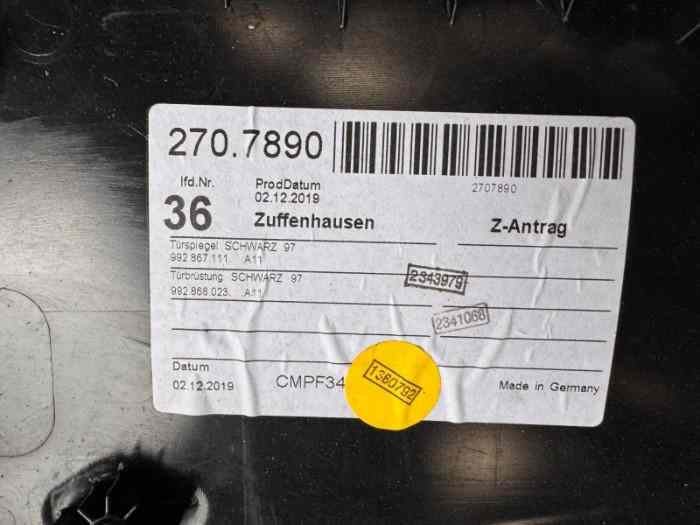 270.7890
2707890
lfd.Nr.
ProdDatum
02.12.2019
36
Zuffenhausen
Z-Antrag
Türspiegel SCHWARZ 97
992.867.111. A11
Türbrüstung SCHWARZ 97
992.868.023. A11
2343979
2341068
Datum
02.12.2019
CMPF34
1360792
Made in Germany